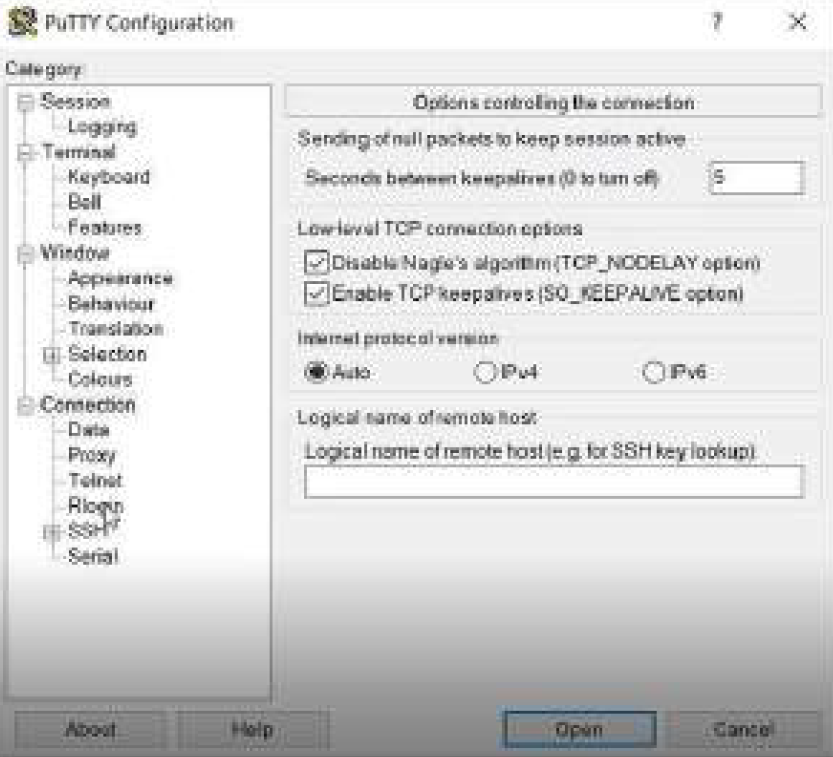 PuTTY Configuration
? ×
Category:
Session
Logging
Terminal
Keyboard
Bell
Features
Window
Appearance
Behaviour
Translation
Selection
Colours
Connection
Data
Proxy
Telnet
Rlogin
SSH
Serial
Options controlling the connection
Sending of null packets to keep session active
Seconds between keepalives (0 to turn off)
5
Low-level TCP connection options
Disable Nagle's algorithm (TCP_NODELAY option)
Enable TCP keepalives (SO_KEEPALIVE option)
Internet protocol version
Auto IPv4 IPv6
Logical name of remote host
Logical name of remote host (e.g. for SSH key lookup):
About Help Open Cancel